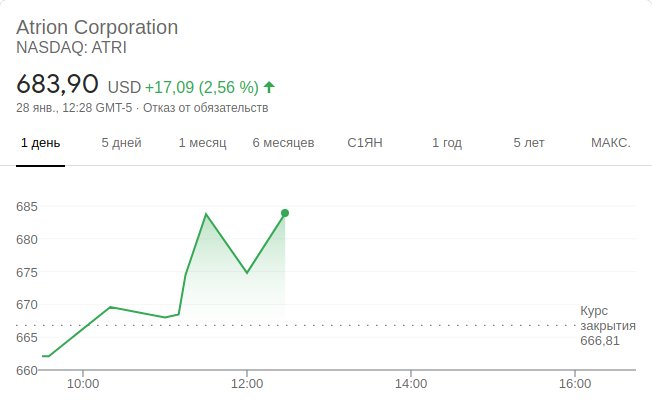 Atrion Corporation
NASDAQ: ATRI
683,90 USD +17,09 (2,56 %)
28 янв., 12:28 GMT-5 · Отказ от обязательств
1 день 5 дней 1 месяц 6 месяцев С1ЯН 1 год 5 лет МАКС.
685
680
675
670
Курс
закрытия
666,81
665
660
10:00 12:00 14:00 16:00